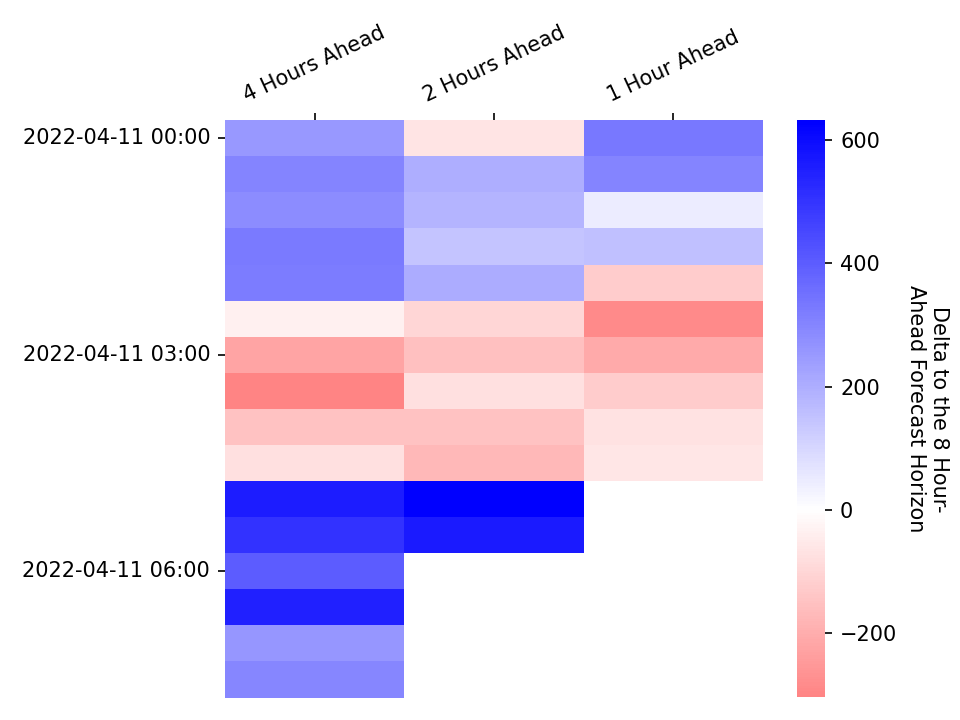 4 Hours Ahead
2 Hours Ahead
1 Hour Ahead
2022-04-11 00:00
2022-04-11 03:00
2022-04-11 06:00
600
400
200
0
−200
Delta to the 8 Hour-
Ahead Forecast Horizon